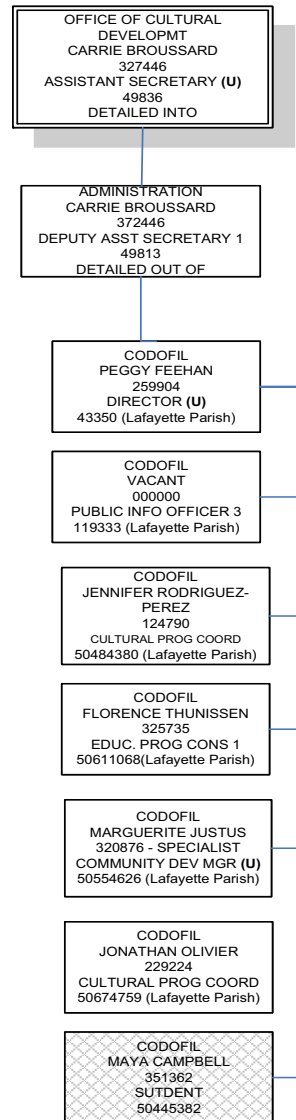 OFFICE OF CULTURAL
DEVELOPMT
CARRIE BROUSSARD
327446
ASSISTANT SECRETARY (U)
49836
DETAILED INTO
ADMINISTRATION
CARRIE BROUSSARD
372446
DEPUTY ASST SECRETARY 1
49813
DETAILED OUT OF
CODOFIL
PEGGY FEEHAN
259904
DIRECTOR (U)
43350 (Lafayette Parish)
CODOFIL
VACANT
000000
PUBLIC INFO OFFICER 3
119333 (Lafayette Parish)
CODOFIL
JENNIFER RODRIGUEZ-
PEREZ
124790
CULTURAL PROG COORD
50484380 (Lafayette Parish)
CODOFIL
FLORENCE THUNISSEN
325735
EDUC. PROG CONS 1
50611068(Lafayette Parish)
CODOFIL
MARGUERITE JUSTUS
320876 - SPECIALIST
COMMUNITY DEV MGR (U)
50554626 (Lafayette Parish)
CODOFIL
JONATHAN OLIVIER
229224
CULTURAL PROG COORD
50674759 (Lafayette Parish)
CODOFIL
MAYA CAMPBELL
351362
SUTDENT
50445382